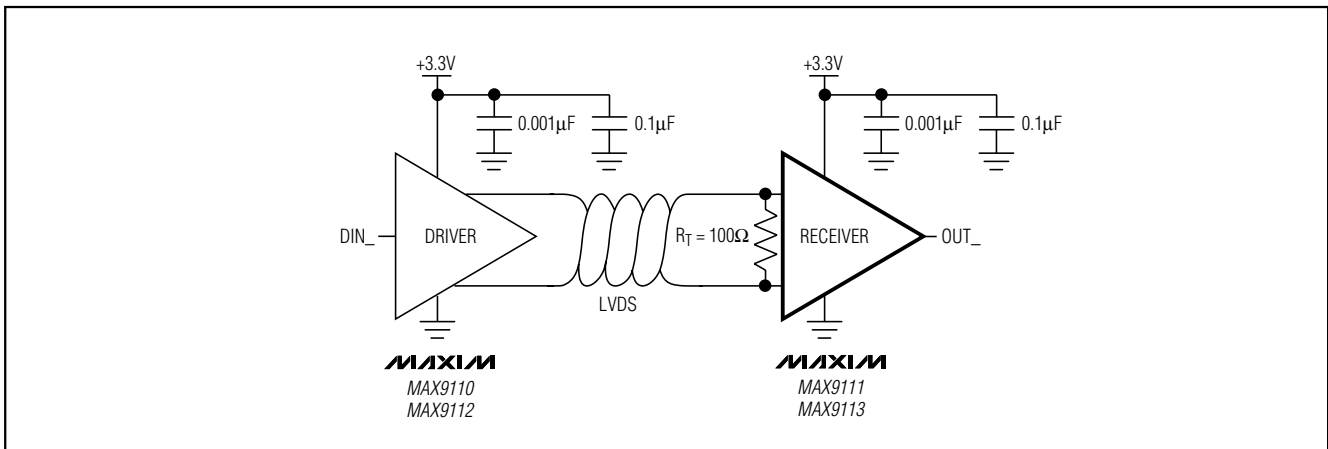 +3.3V
0.001μF
0.1μF
+3.3V
0.001μF
0.1μF
DIN_
DRIVER
LVDS
RT = 100Ω
RECEIVER
OUT_
MAXIM
MAX9110
MAX9112
MAXIM
MAX9111
MAX9113